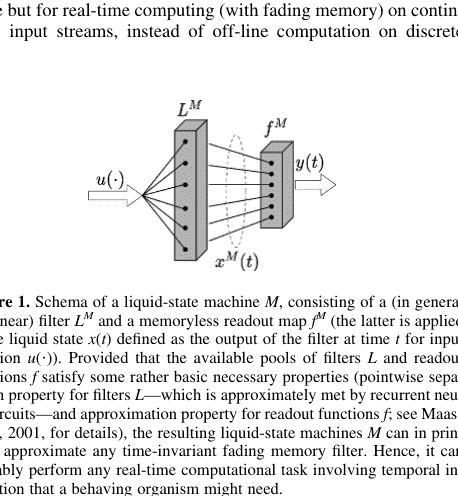 e but for real-time computing (with fading memory) on contin
input streams, instead of off-line computation on discrete
L^M
f^M
u(·)
y(t)
x^M(t)
re 1. Schema of a liquid-state machine M, consisting of a (in genera
near) filter L^M and a memoryless readout map f^M (the latter is applied
e liquid state x(t) defined as the output of the filter at time t for input
ion u(·)). Provided that the available pools of filters L and readou
ions f satisfy some rather basic necessary properties (pointwise sepa
n property for filters L—which is approximately met by recurrent neu
rcuits—and approximation property for readout functions f; see Maas
, 2001, for details), the resulting liquid-state machines M can in prin
approximate any time-invariant fading memory filter. Hence, it can
ably perform any real-time computational task involving temporal in
tion that a behaving organism might need.